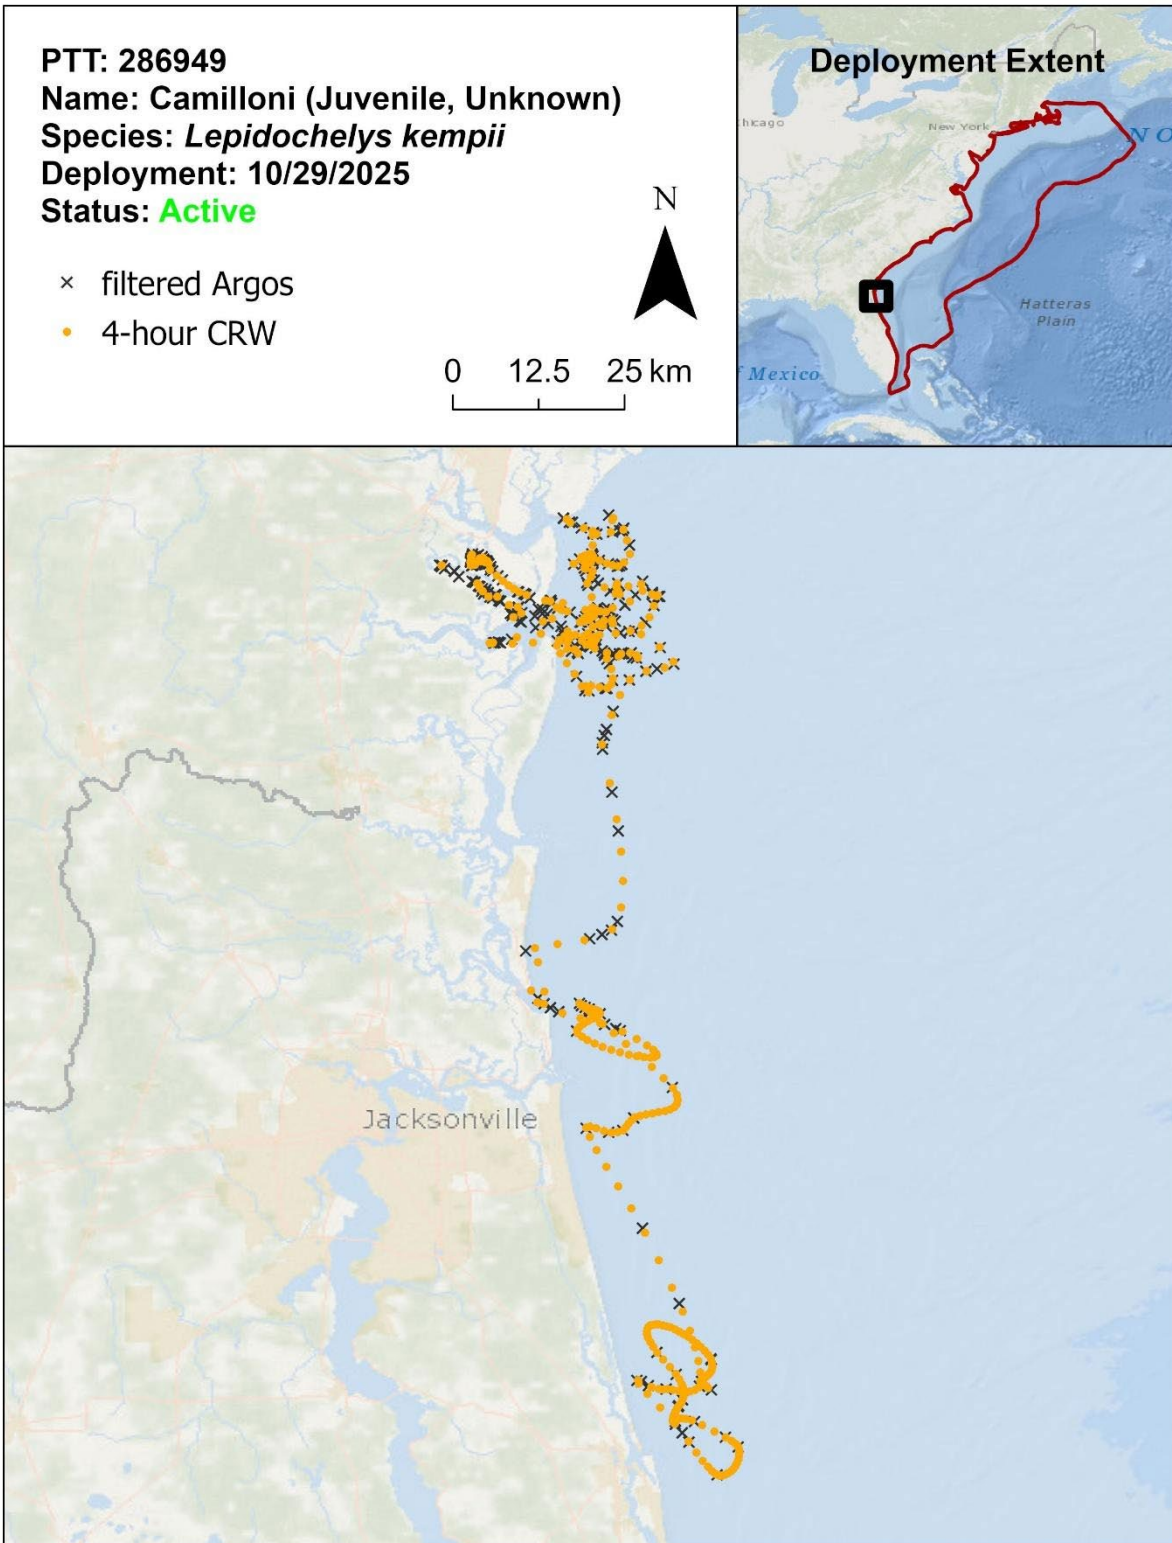 PTT: 286949
Name: Camilloni (Juvenile, Unknown)
Species: Lepidochelys kempii
Deployment: 10/29/2025
Status: Active
× filtered Argos
4-hour CRW
N
0 12.5 25 km
Deployment Extent
hicago
New York
N O
Hatteras
Plain
f Mexico
Jacksonville